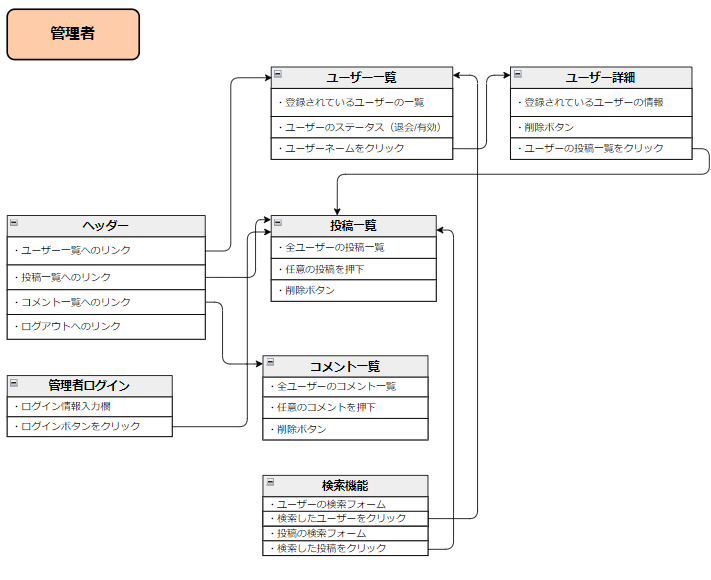 管理者
ユーザー一覧
・登録されているユーザーの一覧
・ユーザーのステータス（退会/有効）
・ユーザーネームをクリック
ユーザー詳細
・登録されているユーザーの情報
・削除ボタン
・ユーザーの投稿一覧をクリック
ヘッダー
・ユーザー一覧へのリンク
・投稿一覧へのリンク
・コメント一覧へのリンク
・ログアウトへのリンク
投稿一覧
・全ユーザーの投稿一覧
・任意の投稿を押下
・削除ボタン
管理者ログイン
・ログイン情報入力欄
・ログインボタンをクリック
コメント一覧
・全ユーザーのコメント一覧
・任意のコメントを押下
・削除ボタン
検索機能
・ユーザーの検索フォーム
・検索したユーザーをクリック
・投稿の検索フォーム
・検索した投稿をクリック